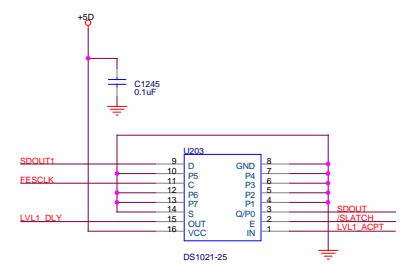 +5D
C1245
0.1uF
U203
SDOUT1 9 D GND 8
10 P5 P4 7
FESCLK 11 C P3 6
12 P6 P2 5
13 P7 P1 4
14 S Q/P0 3 SDOUT
LVL1_DLY 15 OUT E 2 /SLATCH
16 VCC IN 1 LVL1_ACPT
DS1021-25